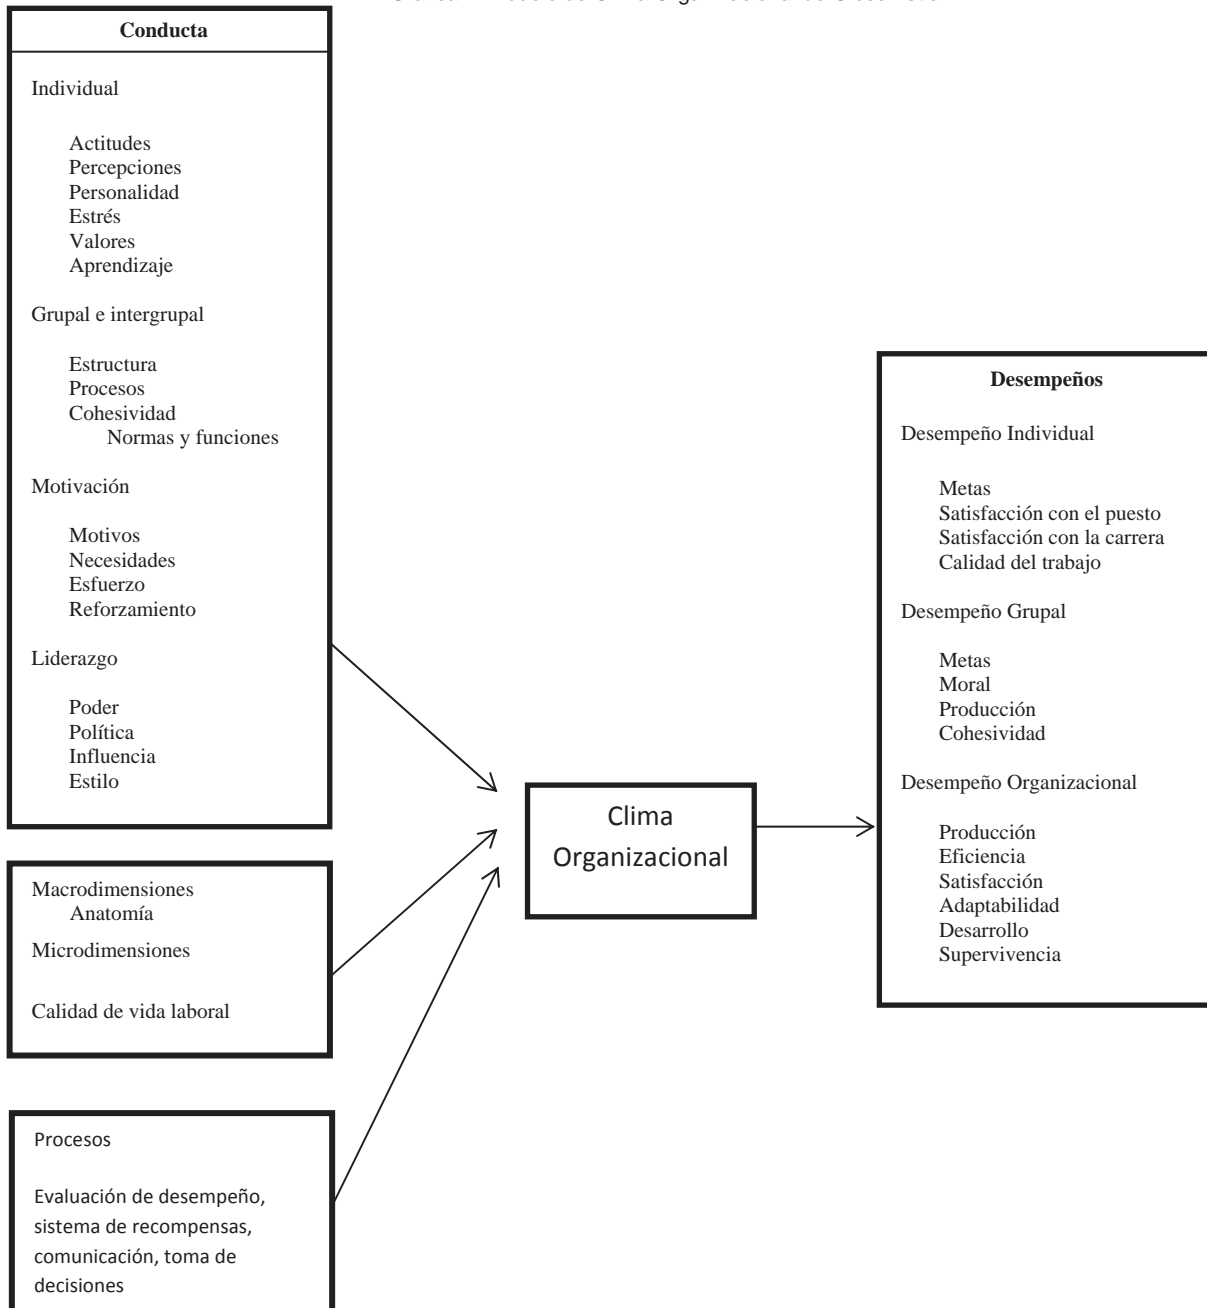 Conducta
Individual
Actitudes
Percepciones
Personalidad
Estrés
Valores
Aprendizaje
Grupal e intergrupal
Estructura
Procesos
Cohesividad
Normas y funciones
Motivación
Motivos
Necesidades
Esfuerzo
Reforzamiento
Liderazgo
Poder
Política
Influencia
Estilo
Macrodimensiones
Anatomía
Microdimensiones
Calidad de vida laboral
Procesos
Evaluación de desempeño,
sistema de recompensas,
comunicación, toma de
decisiones
Clima
Organizacional
Desempeños
Desempeño Individual
Metas
Satisfacción con el puesto
Satisfacción con la carrera
Calidad del trabajo
Desempeño Grupal
Metas
Moral
Producción
Cohesividad
Desempeño Organizacional
Producción
Eficiencia
Satisfacción
Adaptabilidad
Desarrollo
Supervivencia